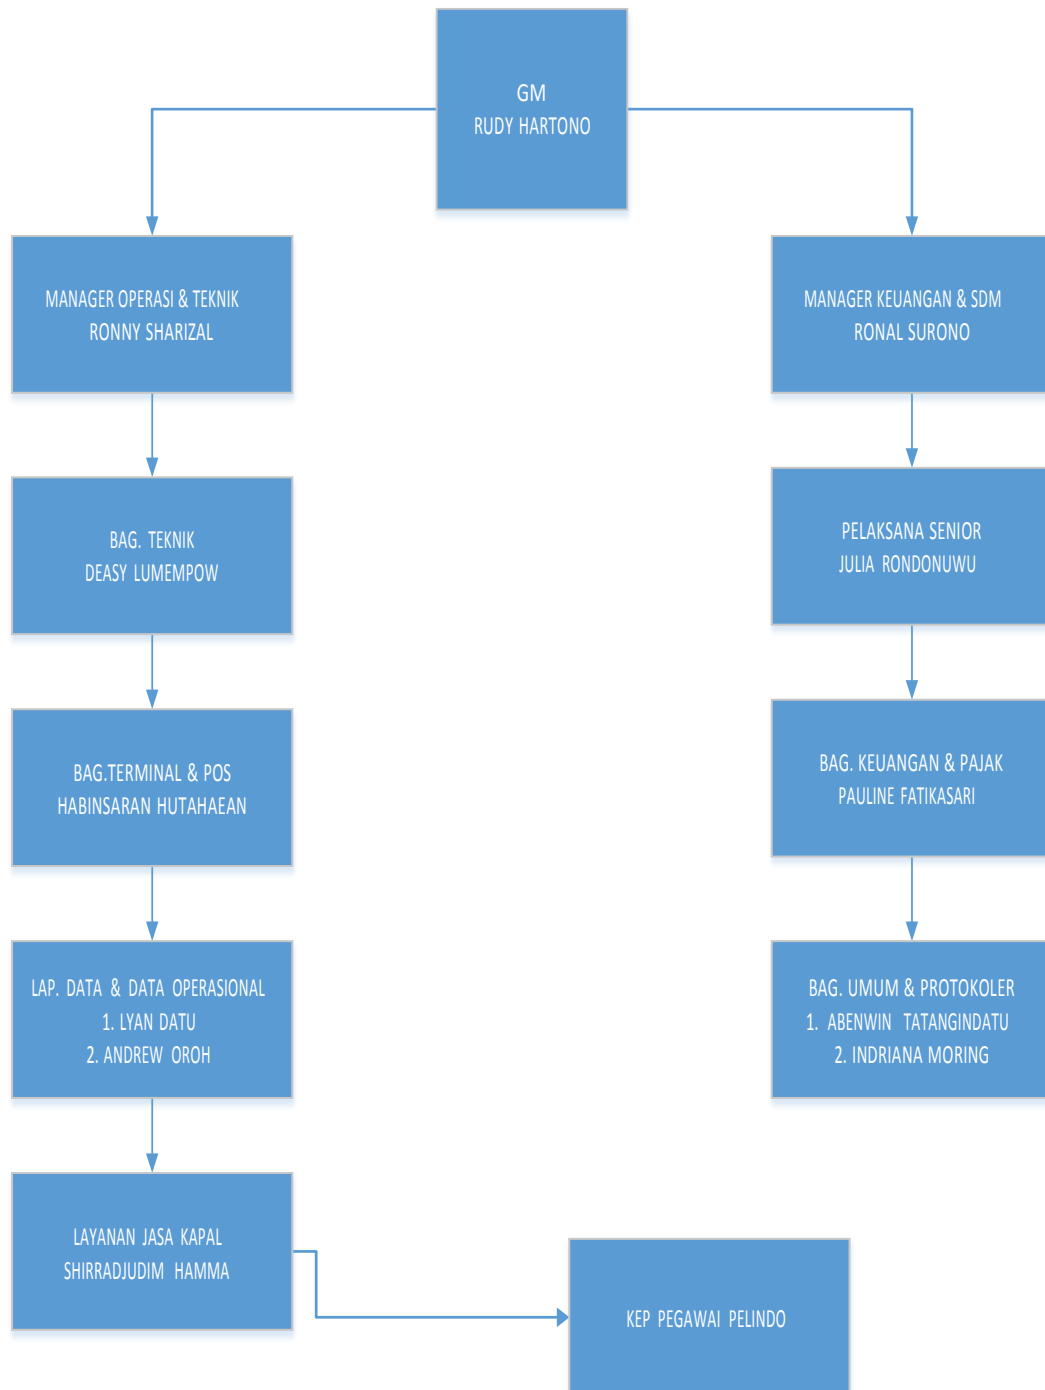 GM
RUDY HARTONO
MANAGER OPERASI & TEKNIK
RONNY SHARIZAL
MANAGER KEUANGAN & SDM
RONAL SURONO
BAG. TEKNIK
DEASY LUMEMPOW
PELAKSANA SENIOR
JULIA RONDONUWU
BAG.TERMINAL & POS
HABINSARAN HUTAHAEAN
BAG. KEUANGAN & PAJAK
PAULINE FATIKASARI
LAP. DATA & DATA OPERASIONAL
1. LYAN DATU
2. ANDREW OROH
BAG. UMUM & PROTOKOLER
1. ABENWIN TATANGINDATU
2. INDRIANA MORING
LAYANAN JASA KAPAL
SHIRRADJUDIM HAMMA
KEP PEGAWAI PELINDO